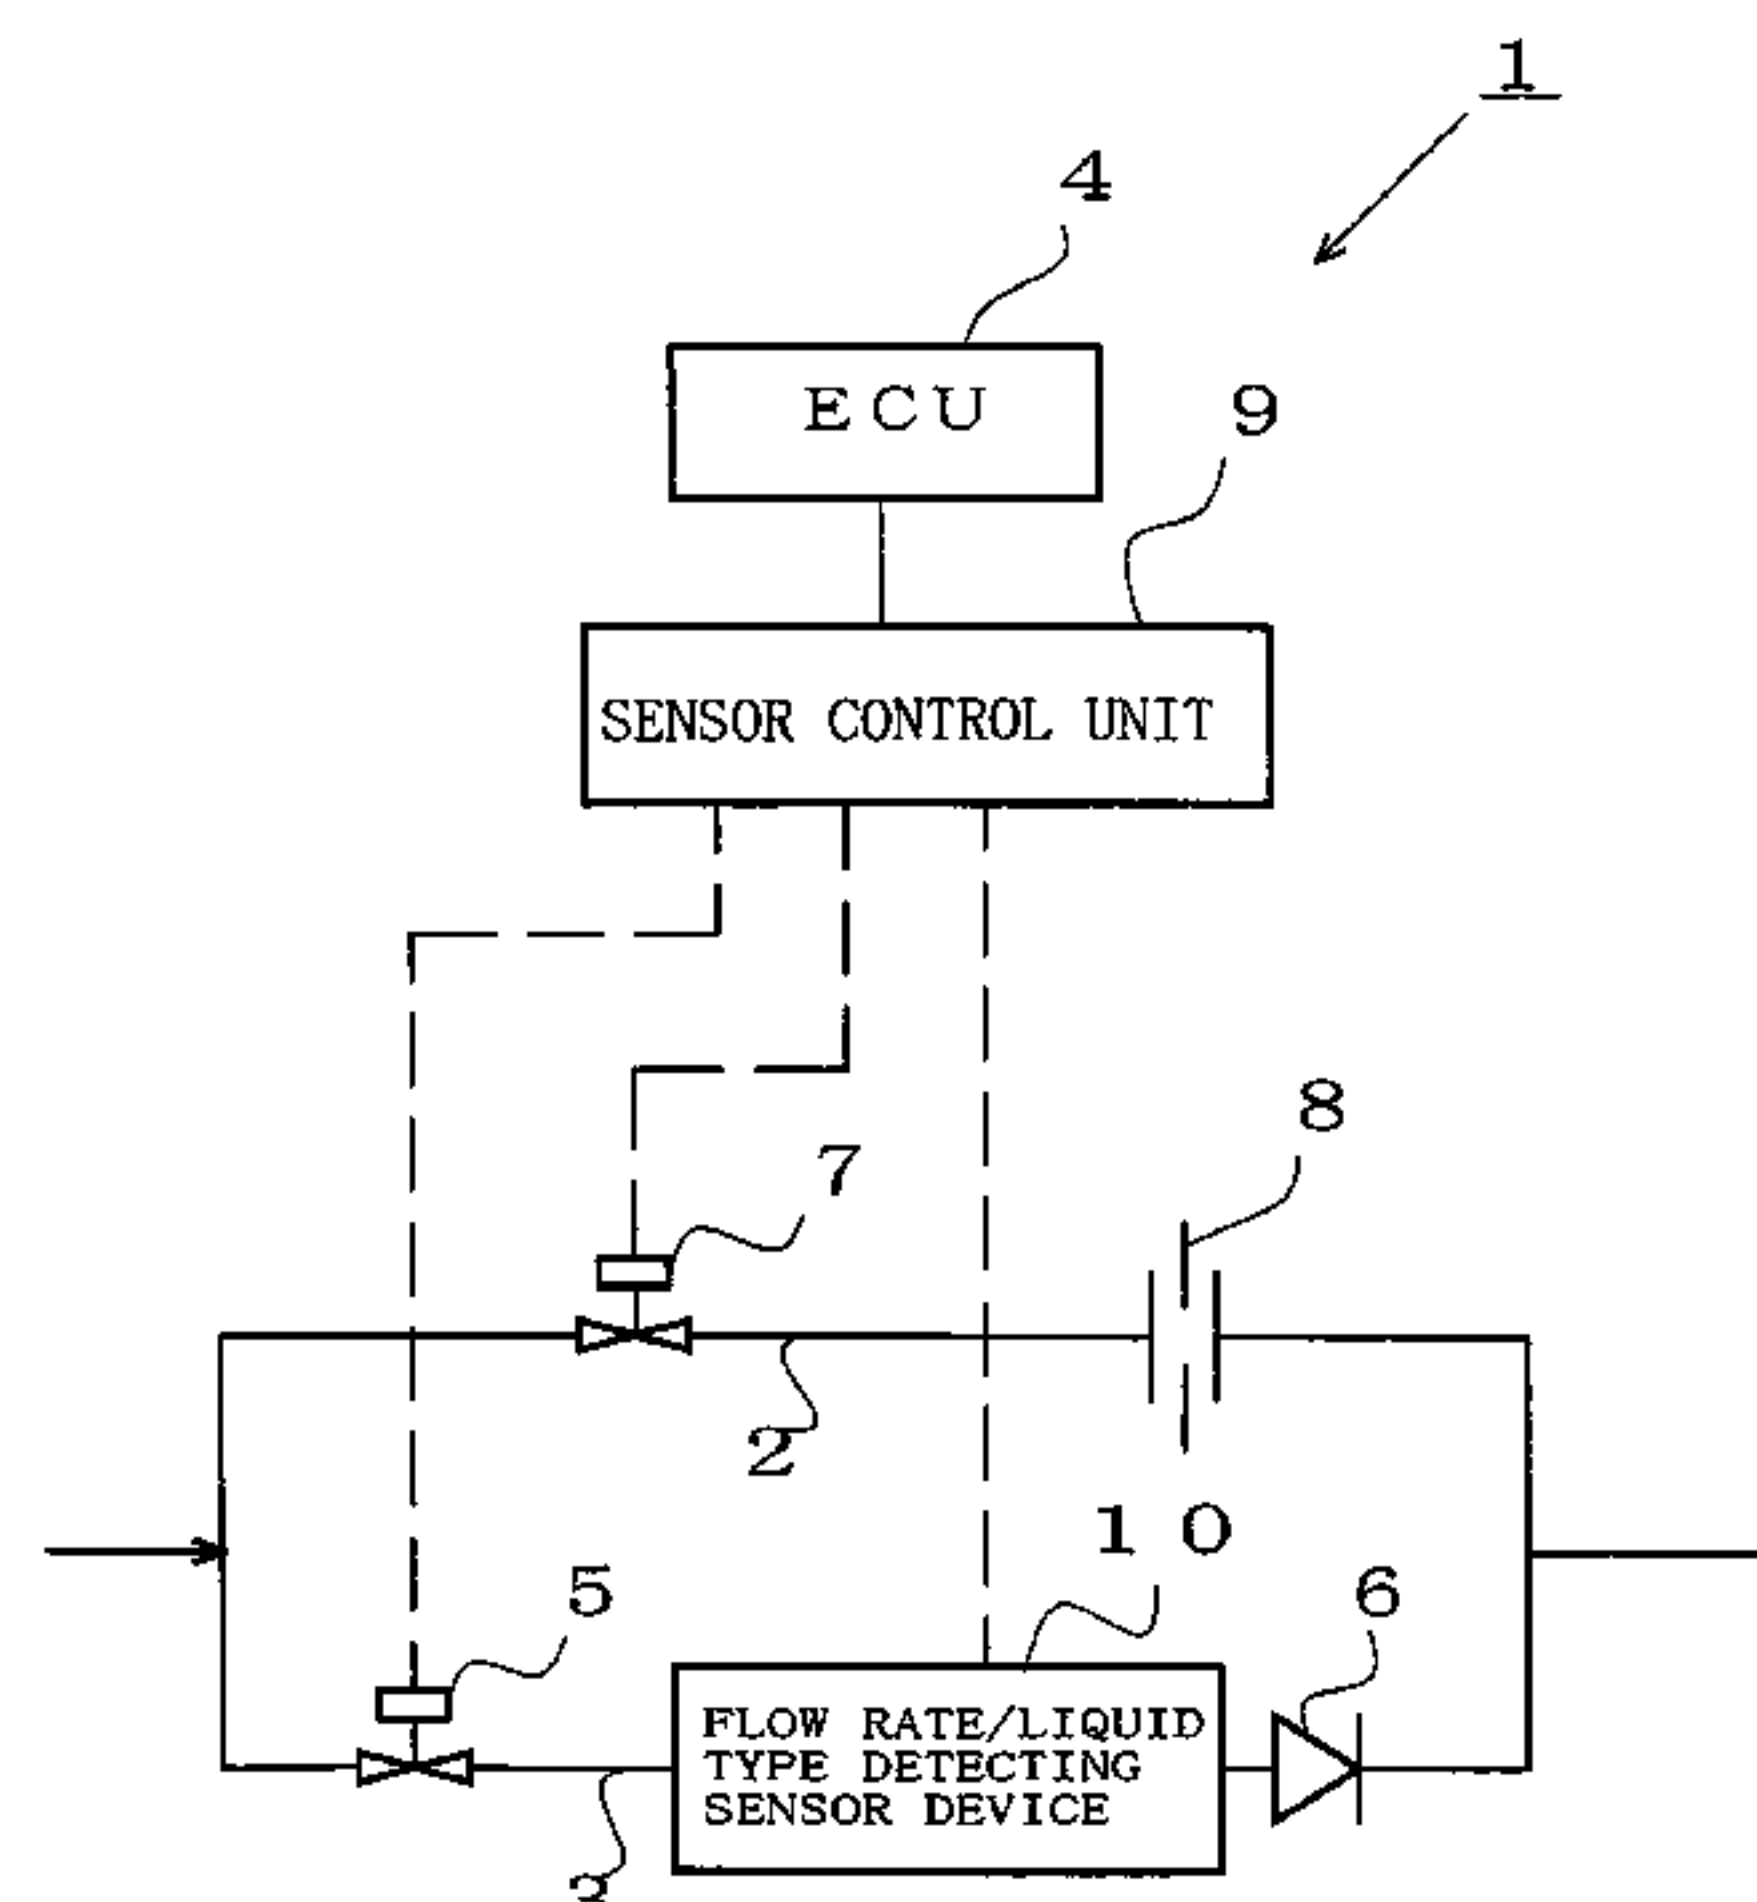 1
4
ECU
9
SENSOR CONTROL UNIT
8
7
2
10
5
6
FLOW RATE/LIQUID
TYPE DETECTING
SENSOR DEVICE
3